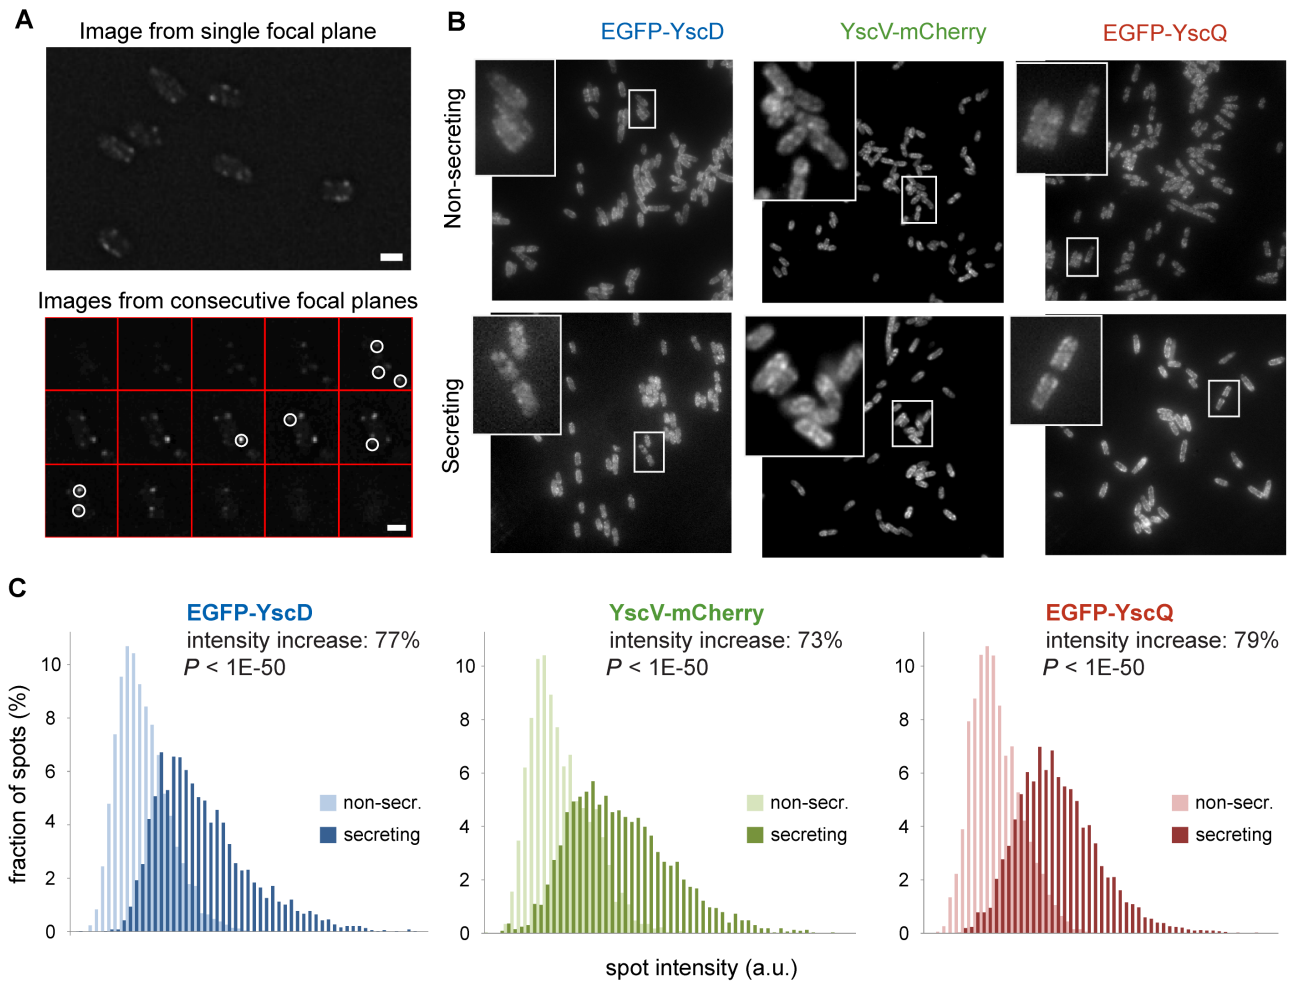 A
Image from single focal plane
Images from consecutive focal planes
B
EGFP-YscD
YscV-mCherry
EGFP-YscQ
Non-secreting
Secreting
C
EGFP-YscD
intensity increase: 77%
P < 1E-50
fraction of spots (%)
10
8
6
4
2
0
non-secr.
secreting
YscV-mCherry
intensity increase: 73%
P < 1E-50
10
8
6
4
2
0
non-secr.
secreting
EGFP-YscQ
intensity increase: 79%
P < 1E-50
10
8
6
4
2
0
non-secr.
secreting
spot intensity (a.u.)